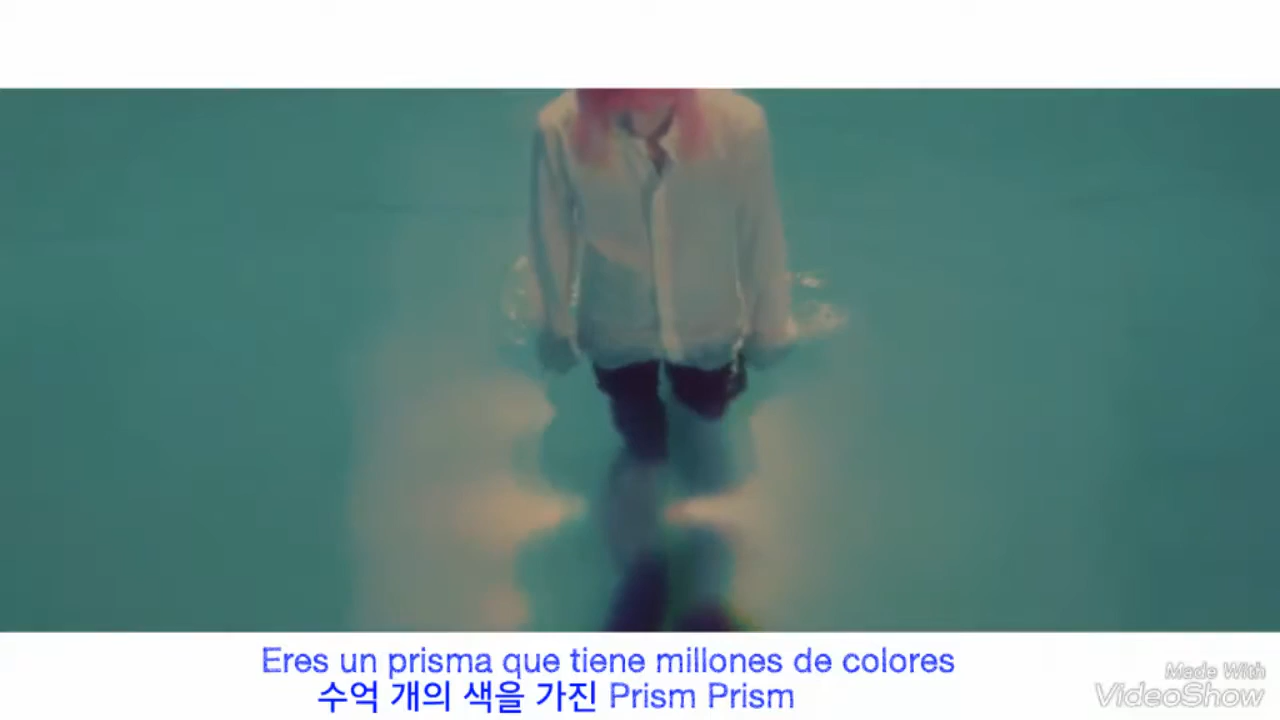 Eres un prisma que tiene millones de colores
수억 개의 색을 가진 Prism Prism
Made With
VideoShow